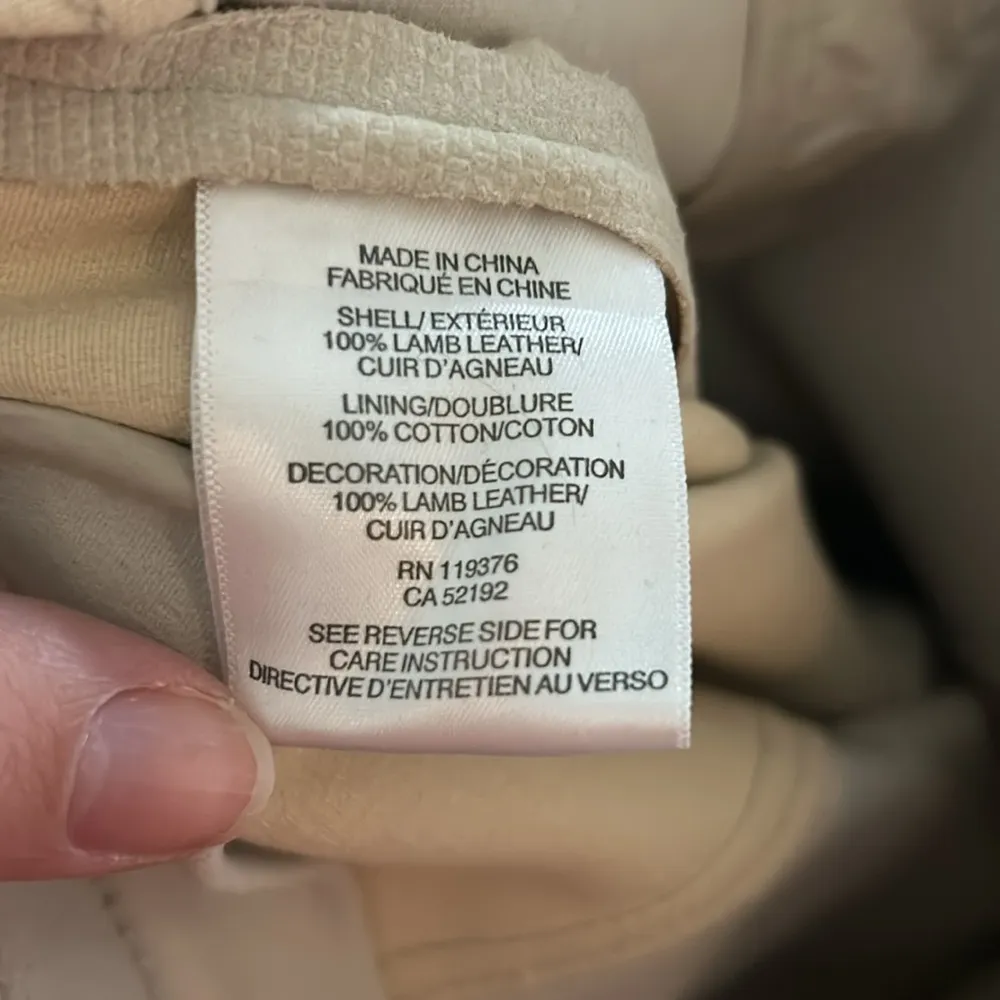 MADE IN CHINA
FABRIQUÉ EN CHINE
SHELL/EXTÉRIEUR
100% LAMB LEATHER/
CUIR D'AGNEAU
LINING/DOUBLURE
100% COTTON/COTON
DECORATION/DÉCORATION
100% LAMB LEATHER/
CUIR D'AGNEAU
RN 119376
CA 52192
SEE REVERSE SIDE FOR
CARE INSTRUCTION
DIRECTIVE D'ENTRETIEN AU VERSO